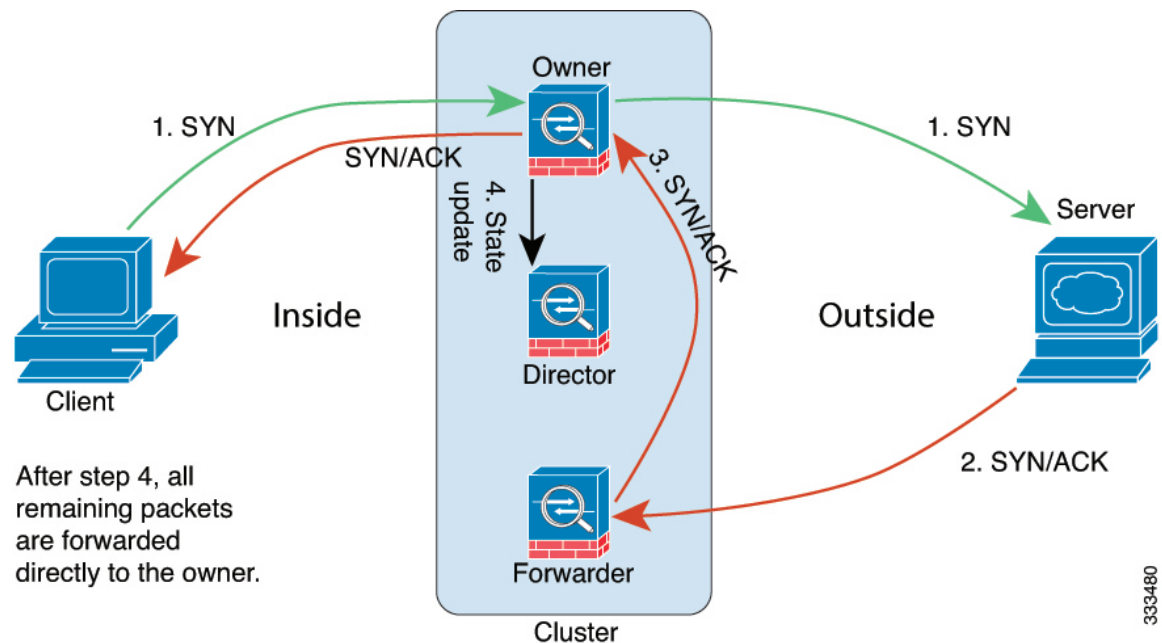 Owner
1. SYN
1. SYN
SYN/ACK
3. SYN/ACK
4. State
update
Server
Inside
Outside
Director
Client
2. SYN/ACK
After step 4, all
remaining packets
are forwarded
directly to the owner.
Forwarder
Cluster
333480